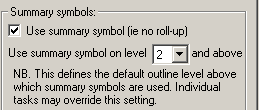 Summary symbols:
Use summary symbol (ie no roll-up)
Use summary symbol on level 2 and above
NB. This defines the default outline level above
which summary symbols are used. Individual
tasks may override this setting.